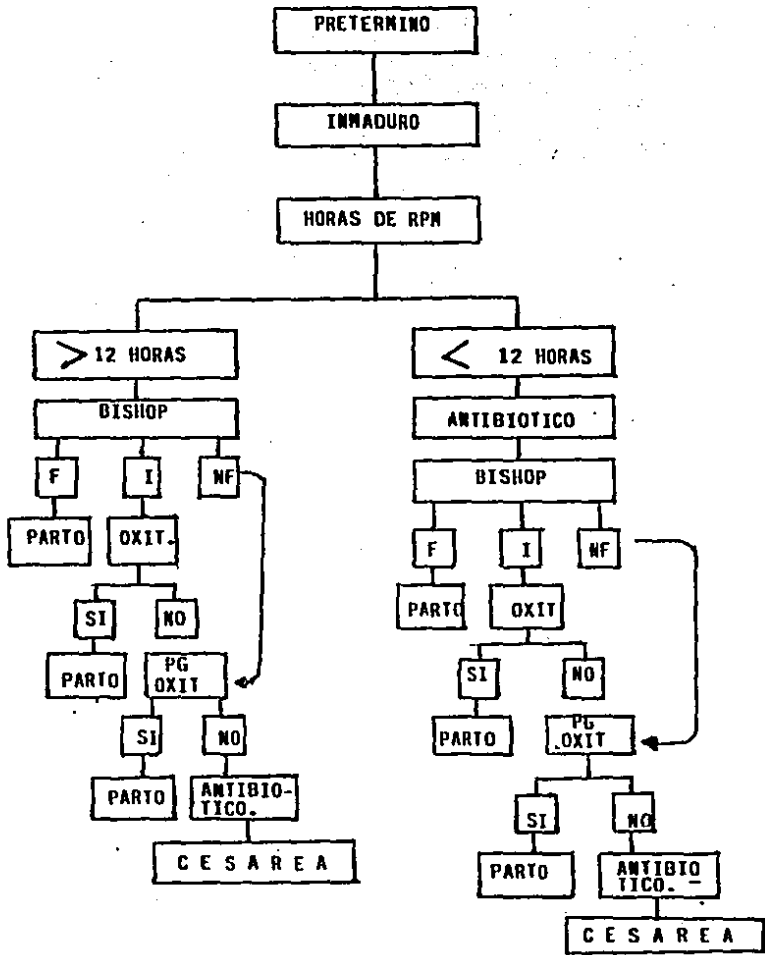 PRETERMINO
INMADURO
HORAS DE RPM
> 12 HORAS
BISHOP
F I NF
PARTO OXIT.
SI NO
PARTO PG
OXIT
SI NO
PARTO ANTIBIO-
TICO.
CESAREA
< 12 HORAS
ANTIBIOTICO
BISHOP
F I NF
PARTO OXIT
SI NO
PARTO PG
.OXIT
SI NO
PARTO ANTIBIO
TICO. -
CESAREA